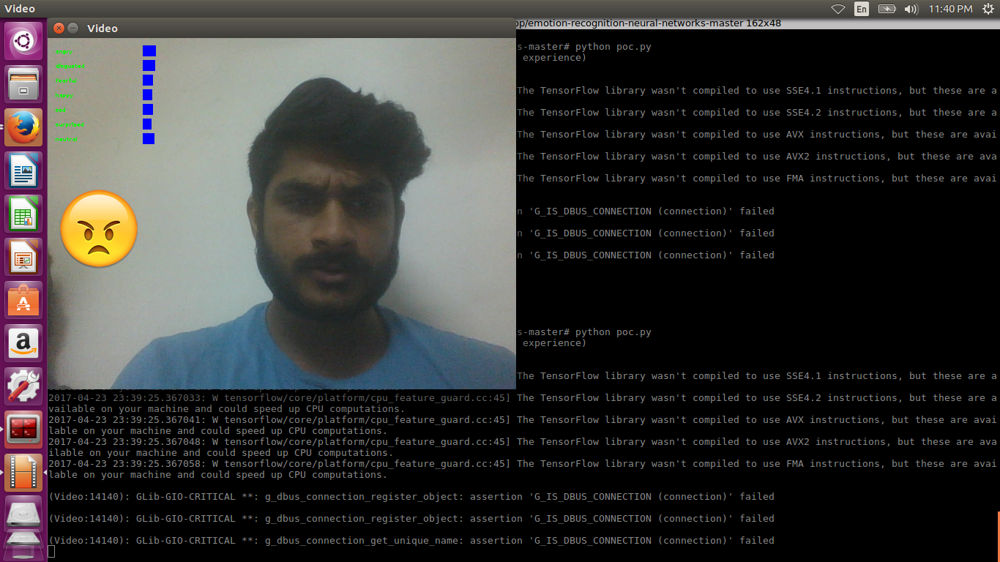 Video
En
11:40 PM
Video
pp/emotion-recognition-neural-networks-master 162x48
s-master# python poc.py
experience)
The TensorFlow library wasn't compiled to use SSE4.1 instructions, but these are a
The TensorFlow library wasn't compiled to use SSE4.2 instructions, but these are a
The TensorFlow library wasn't compiled to use AVX instructions, but these are avai
The TensorFlow library wasn't compiled to use AVX2 instructions, but these are ava
The TensorFlow library wasn't compiled to use FMA instructions, but these are avai
n 'G_IS_DBUS_CONNECTION (connection)' failed
n 'G_IS_DBUS_CONNECTION (connection)' failed
n 'G_IS_DBUS_CONNECTION (connection)' failed
s-master# python poc.py
experience)
The TensorFlow library wasn't compiled to use SSE4.1 instructions, but these are a
2017-04-23 23:39:25.367033: W tensorflow/core/platform/cpu_feature_guard.cc:45] The TensorFlow library wasn't compiled to use SSE4.2 instructions, but these are a
vailable on your machine and could speed up CPU computations.
2017-04-23 23:39:25.367041: W tensorflow/core/platform/cpu_feature_guard.cc:45] The TensorFlow library wasn't compiled to use AVX instructions, but these are avai
lable on your machine and could speed up CPU computations.
2017-04-23 23:39:25.367048: W tensorflow/core/platform/cpu_feature_guard.cc:45] The TensorFlow library wasn't compiled to use AVX2 instructions, but these are ava
ilable on your machine and could speed up CPU computations.
2017-04-23 23:39:25.367058: W tensorflow/core/platform/cpu_feature_guard.cc:45] The TensorFlow library wasn't compiled to use FMA instructions, but these are avai
lable on your machine and could speed up CPU computations.
(Video:14140): GLib-GIO-CRITICAL **: g_dbus_connection_register_object: assertion 'G_IS_DBUS_CONNECTION (connection)' failed
(Video:14140): GLib-GIO-CRITICAL **: g_dbus_connection_register_object: assertion 'G_IS_DBUS_CONNECTION (connection)' failed
(Video:14140): GLib-GIO-CRITICAL **: g_dbus_connection_get_unique_name: assertion 'G_IS_DBUS_CONNECTION (connection)' failed